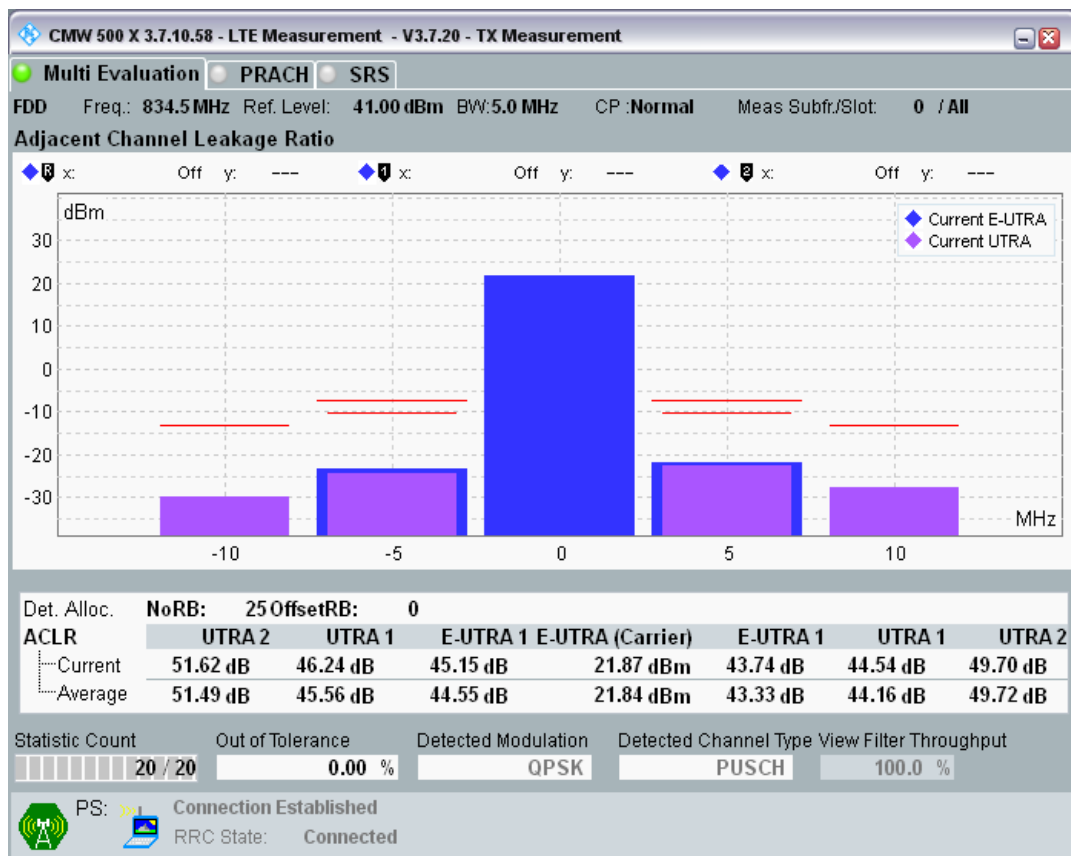 CMW 500 X 3.7.10.58 - LTE Measurement - V3.7.20 - TX Measurement
Multi Evaluation PRACH SRS
FDD Freq.: 834.5 MHz Ref. Level: 41.00 dBm BW:5.0 MHz CP :Normal Meas Subfr./Slot: 0 / All
Adjacent Channel Leakage Ratio
R x: Off y: --- 1 x: Off y: --- 2 x: Off y: ---
dBm
Current E-UTRA
Current UTRA
30
20
10
0
-10
-20
-30
MHz
-10 -5 0 5 10
Det. Alloc. NoRB: 25 OffsetRB: 0
ACLR UTRA 2 UTRA 1 E-UTRA 1 E-UTRA (Carrier) E-UTRA 1 UTRA 1 UTRA 2
Current 51.62 dB 46.24 dB 45.15 dB 21.87 dBm 43.74 dB 44.54 dB 49.70 dB
Average 51.49 dB 45.56 dB 44.55 dB 21.84 dBm 43.33 dB 44.16 dB 49.72 dB
Statistic Count Out of Tolerance Detected Modulation Detected Channel Type View Filter Throughput
20 / 20 0.00 % QPSK PUSCH 100.0 %
PS: Connection Established
RRC State: Connected